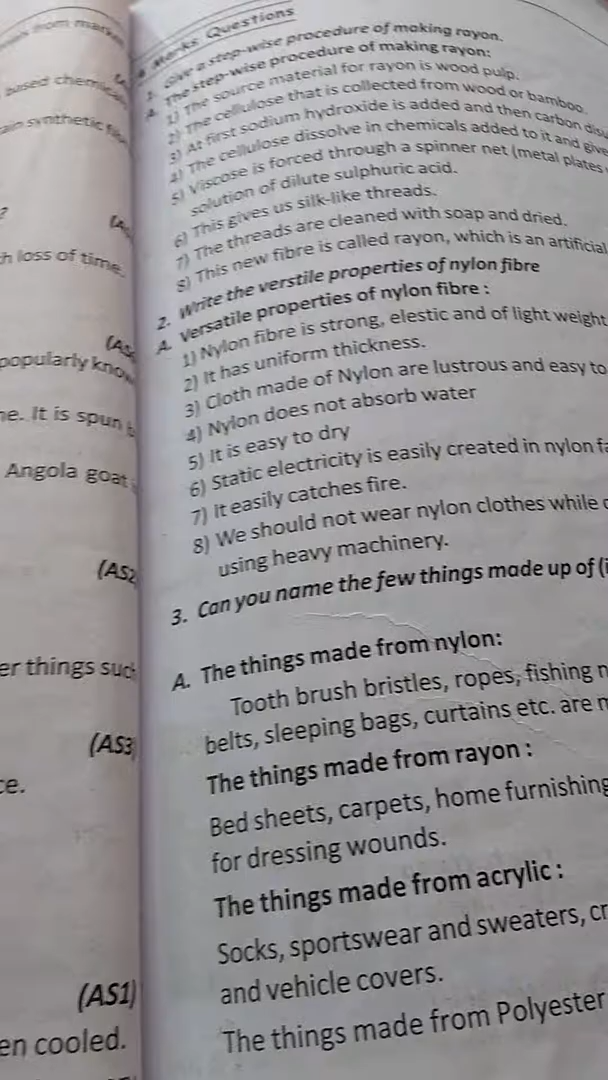 from market
based chemicals
synthetic
?
loss of time.
popularly know
ne. It is spun
Angola goat
(AS2
er things such
(AS3)
ce.
(AS1)
en cooled.
4 Marks Questions
1. Give a step-wise procedure of making rayon.
A. The step-wise procedure of making rayon:
1) The source material for rayon is wood pulp.
2) The cellulose that is collected from wood or bamboo.
3) At first sodium hydroxide is added and then carbon
4) The cellulose dissolve in chemicals added to it and give
5) Viscose is forced through a spinner net (metal plates
solution of dilute sulphuric acid.
6) This gives us silk-like threads.
7) The threads are cleaned with soap and dried.
8) This new fibre is called rayon, which is an artificial
2. Write the verstile properties of nylon fibre
A. Versatile properties of nylon fibre :
1) Nylon fibre is strong, elestic and of light weight
2) It has uniform thickness.
3) Cloth made of Nylon are lustrous and easy to
4) Nylon does not absorb water
5) It is easy to dry
6) Static electricity is easily created in nylon fa
7) It easily catches fire.
8) We should not wear nylon clothes while
using heavy machinery.
3. Can you name the few things made up of (i
A. The things made from nylon:
Tooth brush bristles, ropes, fishing n
belts, sleeping bags, curtains etc. are
The things made from rayon :
Bed sheets, carpets, home furnishing
for dressing wounds.
The things made from acrylic :
Socks, sportswear and sweaters, cr
and vehicle covers.
The things made from Polyester